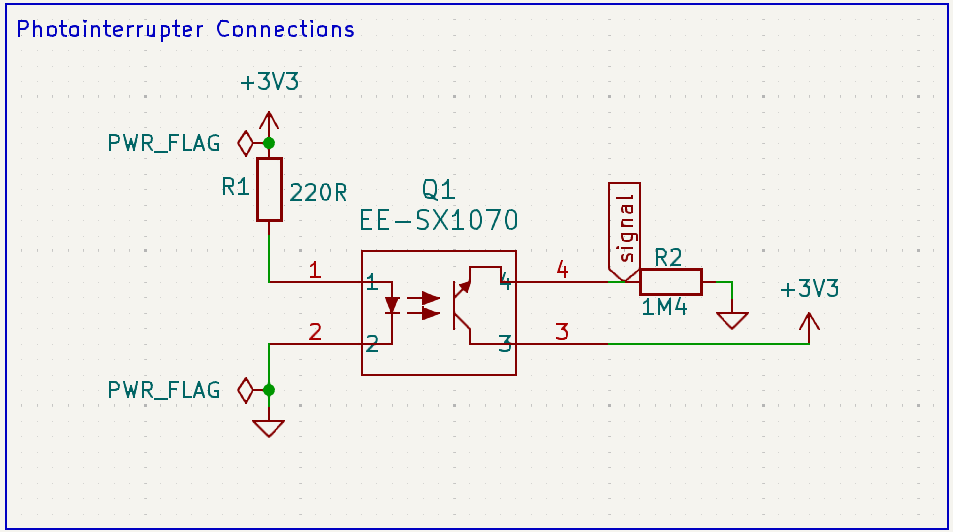 Photointerrupter Connections
+3V3
PWR_FLAG
R1
220R
Q1
EE-SX1070
signal
R2
1M4
+3V3
1
1
4
4
2
2
3
3
PWR_FLAG